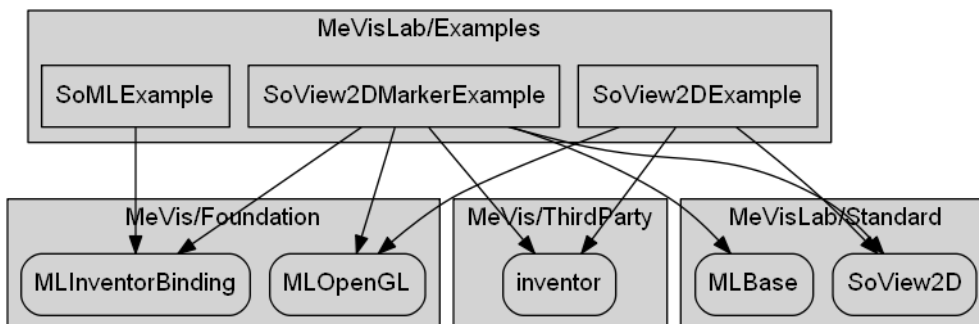 MeVisLab/Examples
SoMLExample
SoView2DMarkerExample
SoView2DExample
MeVis/Foundation
MeVis/ThirdParty
MeVisLab/Standard
MLInventorBinding
MLOpenGL
inventor
MLBase
SoView2D